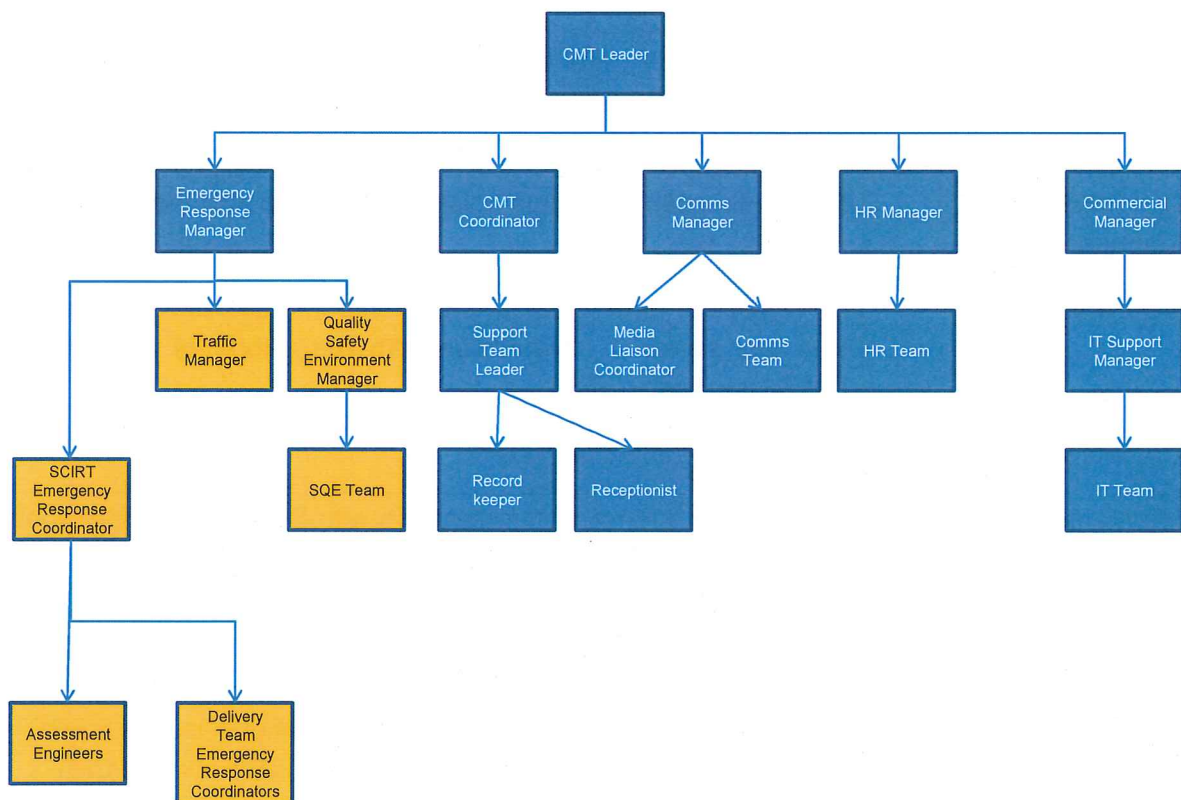 CMT Leader
Emergency
Response
Manager
CMT
Coordinator
Comms
Manager
HR Manager
Commercial
Manager
Traffic
Manager
Quality
Safety
Environment
Manager
Support
Team
Leader
Media
Liaison
Coordinator
Comms
Team
HR Team
IT Support
Manager
SCIRT
Emergency
Response
Coordinator
SQE Team
Record
keeper
Receptionist
IT Team
Assessment
Engineers
Delivery
Team
Emergency
Response
Coordinators